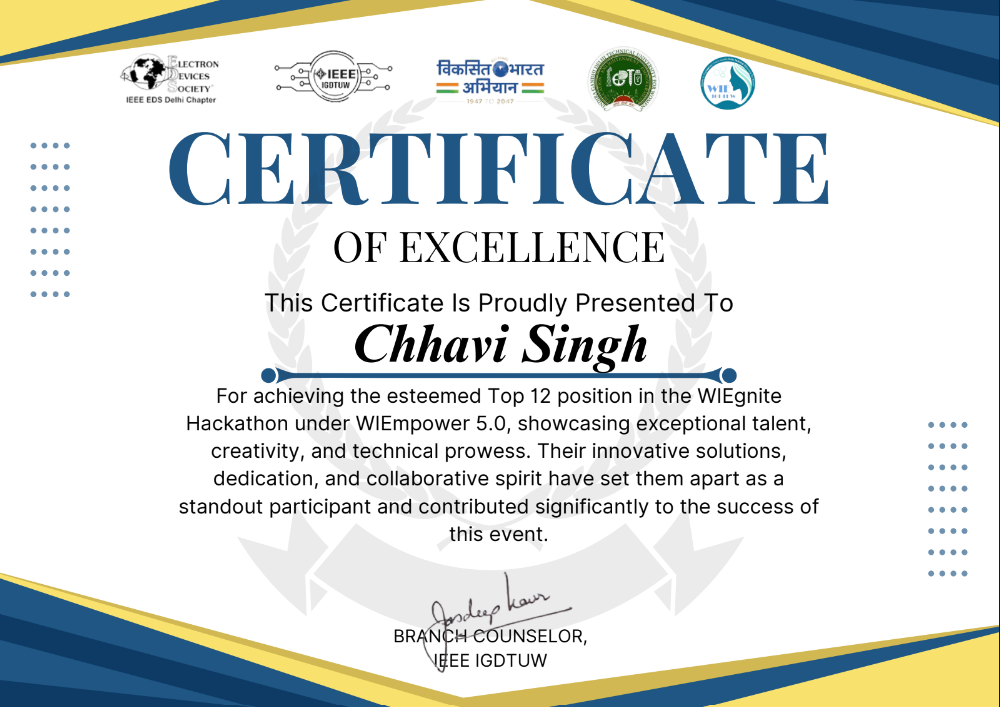 ELECTRON
DEVICES
SOCIETY
IEEE EDS Delhi Chapter
IEEE
IGDTUW
विकसित भारत
अभियान
1947 TO 2047
WIE
IGDTUW
CERTIFICATE
OF EXCELLENCE
This Certificate Is Proudly Presented To
Chhavi Singh
For achieving the esteemed Top 12 position in the WIEgnite
Hackathon under WIEmpower 5.0, showcasing exceptional talent,
creativity, and technical prowess. Their innovative solutions,
dedication, and collaborative spirit have set them apart as a
standout participant and contributed significantly to the success of
this event.
Jasdeep Kaur
BRANCH COUNSELOR,
IEEE IGDTUW